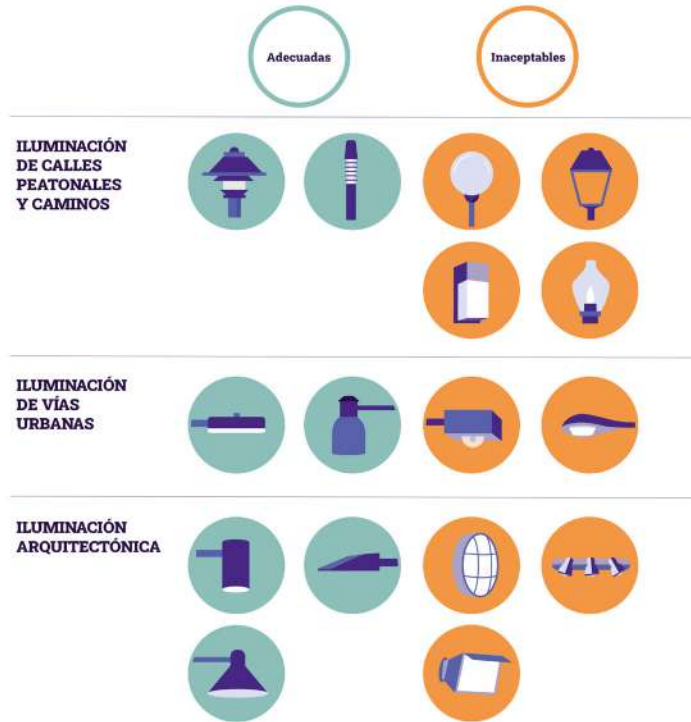 Adecuadas
Inaceptables
ILUMINACIÓN
DE CALLES
PEATONALES
Y CAMINOS
ILUMINACIÓN
DE VÍAS
URBANAS
ILUMINACIÓN
ARQUITECTÓNICA